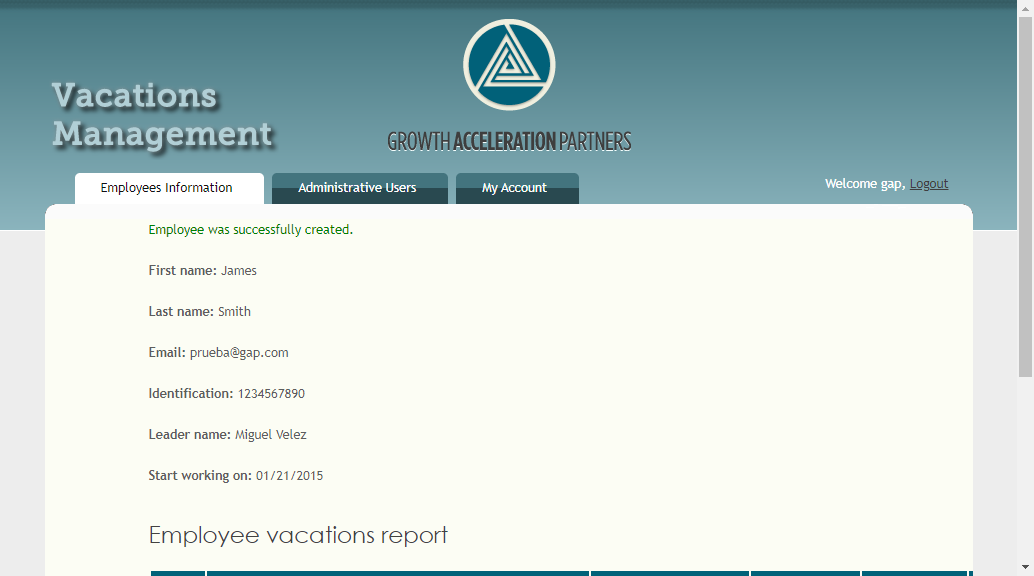 Vacations
Management
GROWTH ACCELERATION PARTNERS
Employees Information
Administrative Users
My Account
Welcome gap, Logout
Employee was successfully created.
First name: James
Last name: Smith
Email: prueba@gap.com
Identification: 1234567890
Leader name: Miguel Velez
Start working on: 01/21/2015
Employee vacations report